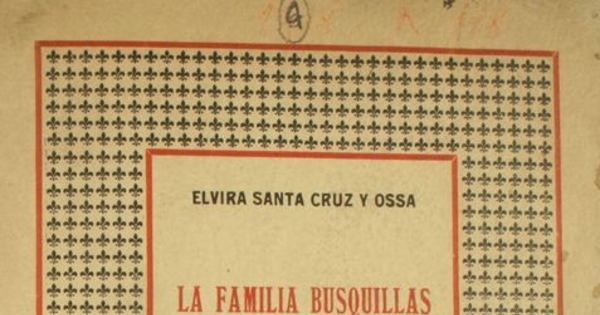 ELVIRA SANTA CRUZ Y OSSA
LA FAMILIA BUSQUILLAS